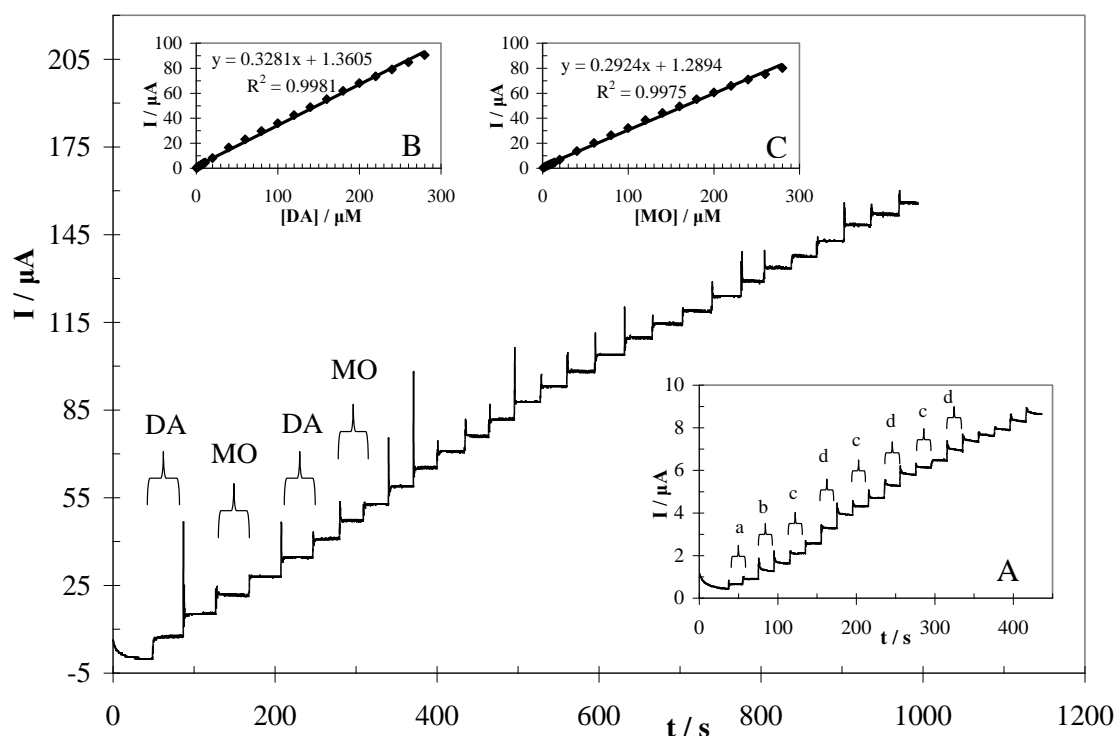 205
175
145
115
85
55
25
-5
I / μA
0 200 400 600 800 1000 1200
t / s
DA
MO
DA
MO
100
80
60
40
20
0
I / μA
y = 0.3281x + 1.3605
R² = 0.9981
B
0 100 200 300
[DA] / μM
100
80
60
40
20
0
I / μA
y = 0.2924x + 1.2894
R² = 0.9975
C
0 100 200 300
[MO] / μM
10
8
6
4
2
0
I / μA
a
b
c
d
c
d
c
d
A
0 100 200 300 400
t / s